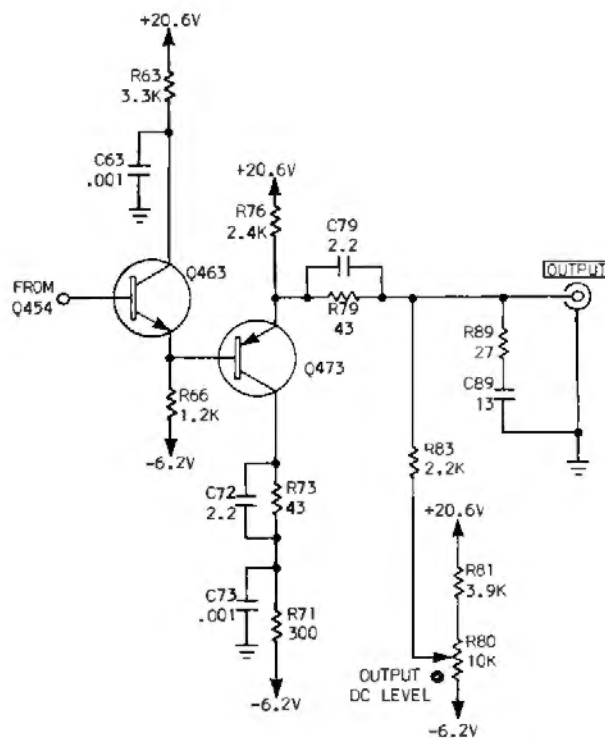 +20.6V
R63
3.3K
C63
.001
+20.6V
R76
2.4K
C79
2.2
Q463
OUTPUT
FROM
Q454
R79
43
R89
27
Q473
C89
13
R66
1.2K
R83
2.2K
-6.2V
C72
2.2
R73
43
+20.6V
R81
3.9K
C73
.001
R71
300
R80
10K
OUTPUT
DC LEVEL
-6.2V
-6.2V